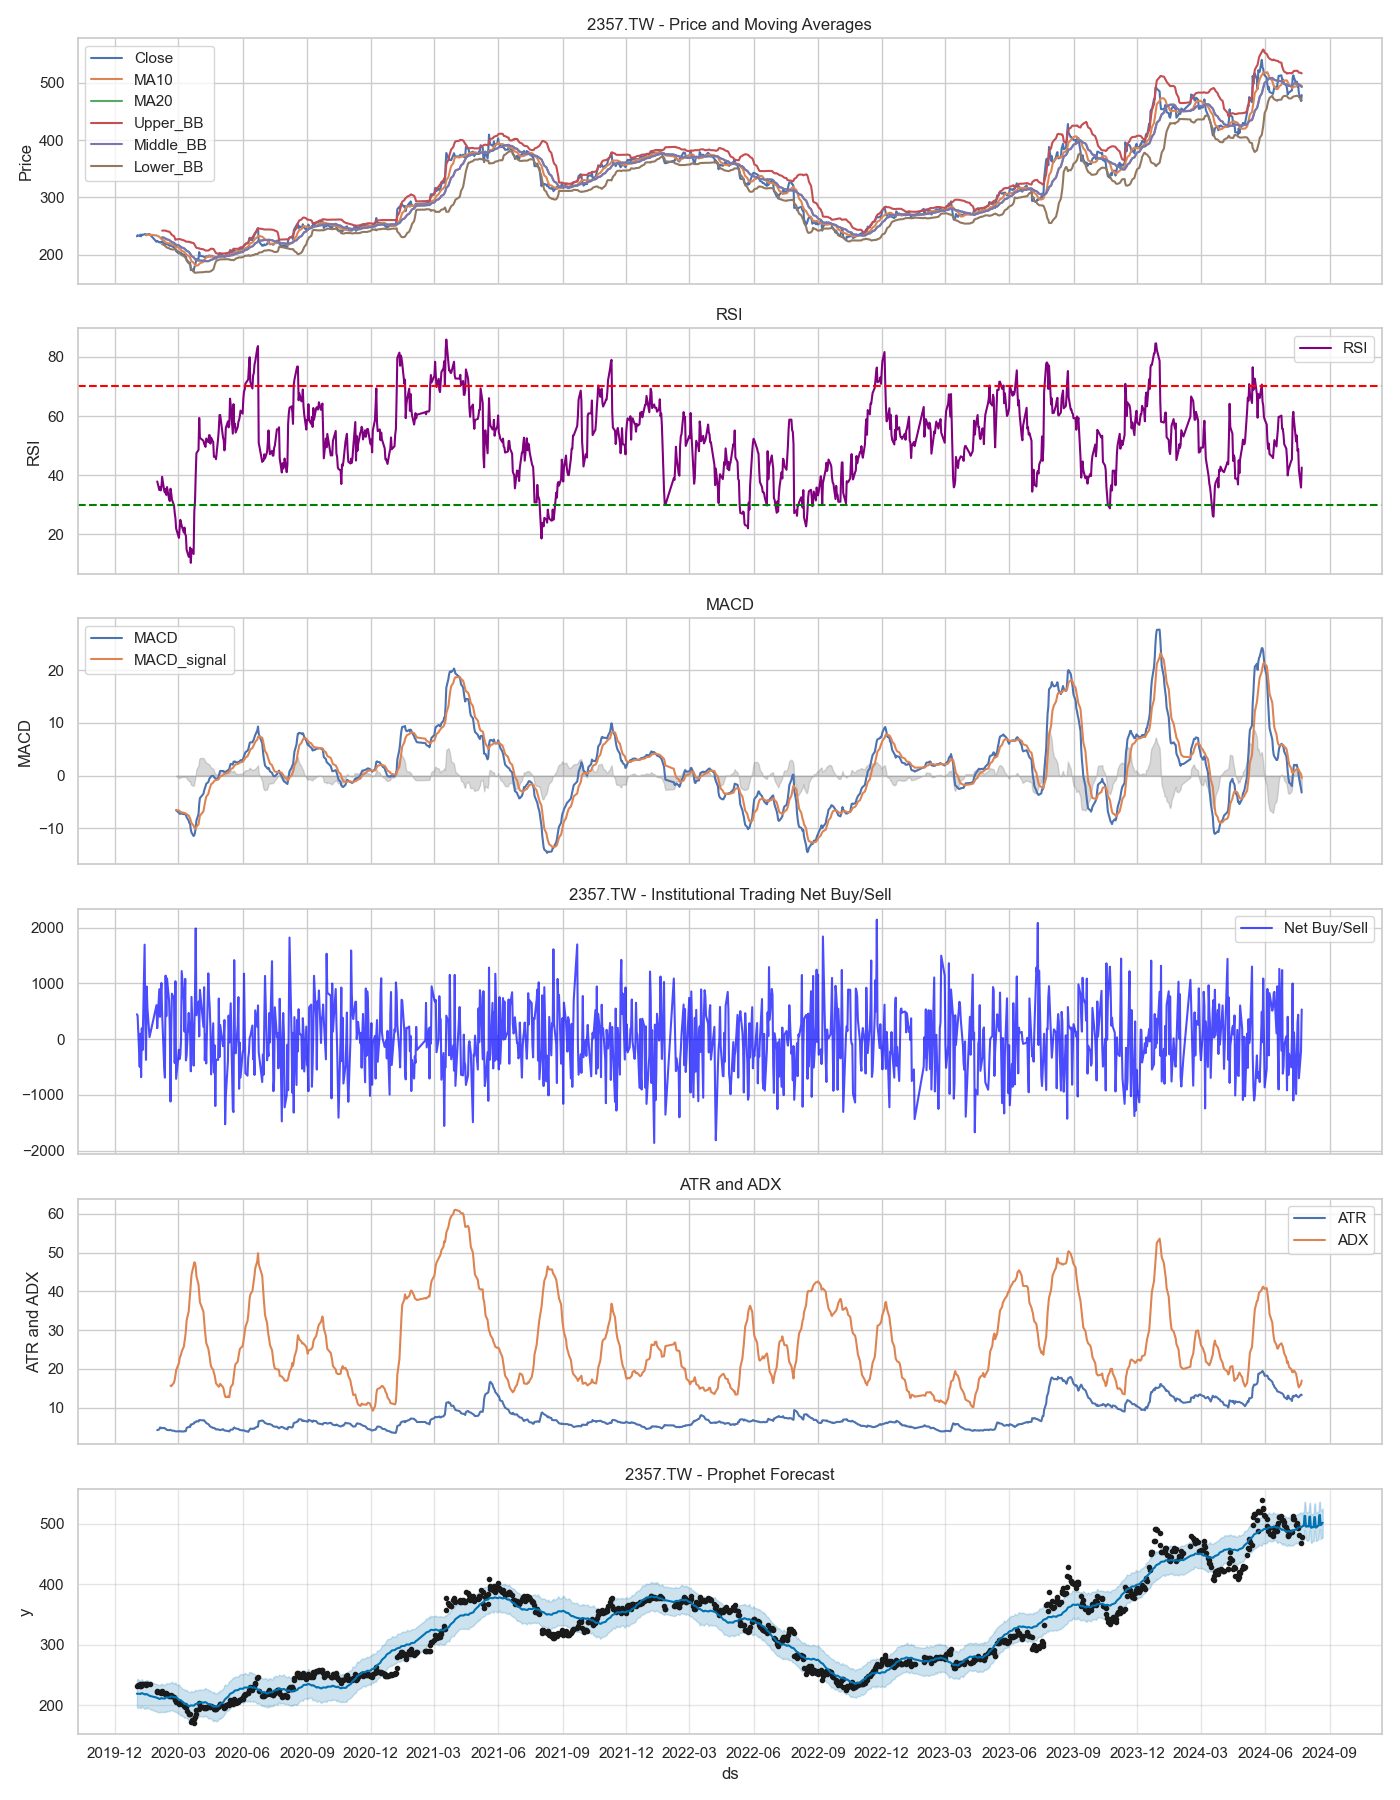 2357.TW - Price and Moving Averages
Close
MA10
MA20
Upper_BB
Middle_BB
Lower_BB
Price
500
400
300
200
RSI
RSI
RSI
80
60
40
20
MACD
MACD
MACD_signal
MACD
20
10
0
−10
2357.TW - Institutional Trading Net Buy/Sell
Net Buy/Sell
2000
1000
0
−1000
−2000
ATR and ADX
ATR
ADX
ATR and ADX
60
50
40
30
20
10
2357.TW - Prophet Forecast
y
500
400
300
200
2019-12 2020-03 2020-06 2020-09 2020-12 2021-03 2021-06 2021-09 2021-12 2022-03 2022-06 2022-09 2022-12 2023-03 2023-06 2023-09 2023-12 2024-03 2024-06 2024-09
ds